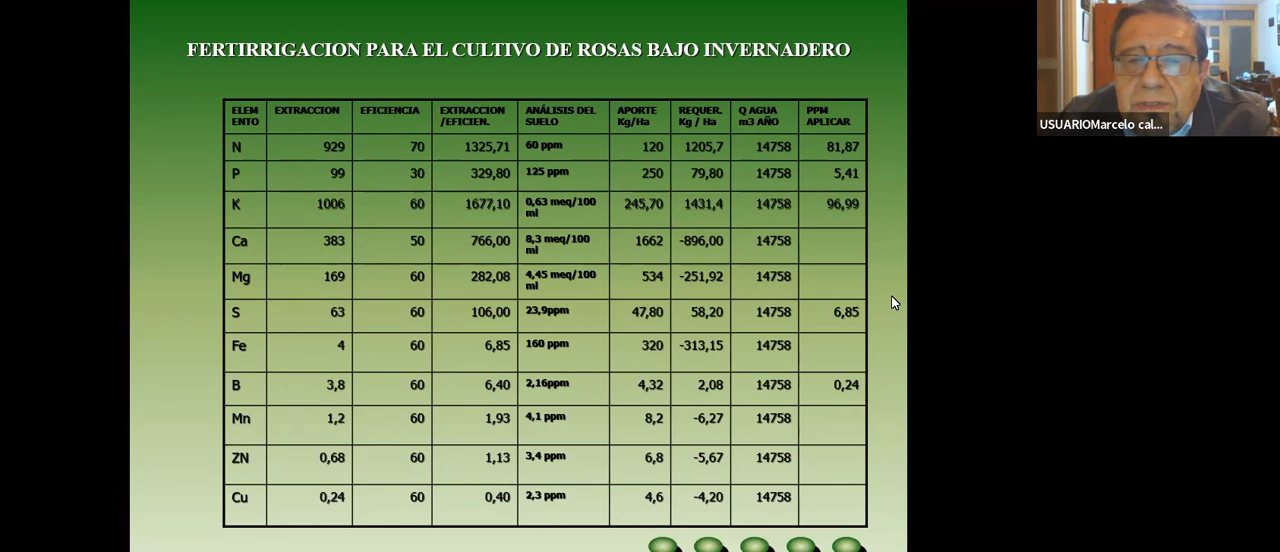 FERTIRRIGACION PARA EL CULTIVO DE ROSAS BAJO INVERNADERO
USUARIOMarcelo cal...
ELEM ENTO EXTRACCION EFICIENCIA EXTRACCION /EFICIEN. ANÁLISIS DEL SUELO APORTE Kg/Ha REQUER. Kg / Ha Q AGUA m3 AÑO PPM APLICAR
N 929 70 1325,71 60 ppm 120 1205,7 14758 81,87
P 99 30 329,80 125 ppm 250 79,80 14758 5,41
K 1006 60 1677,10 0,63 meq/100 ml 245,70 1431,4 14758 96,99
Ca 383 50 766,00 8,3 meq/100 ml 1662 -896,00 14758
Mg 169 60 282,08 4,45 meq/100 ml 534 -251,92 14758
S 63 60 106,00 23,9ppm 47,80 58,20 14758 6,85
Fe 4 60 6,85 160 ppm 320 -313,15 14758
B 3,8 60 6,40 2,16ppm 4,32 2,08 14758 0,24
Mn 1,2 60 1,93 4,1 ppm 8,2 -6,27 14758
ZN 0,68 60 1,13 3,4 ppm 6,8 -5,67 14758
Cu 0,24 60 0,40 2,3 ppm 4,6 -4,20 14758